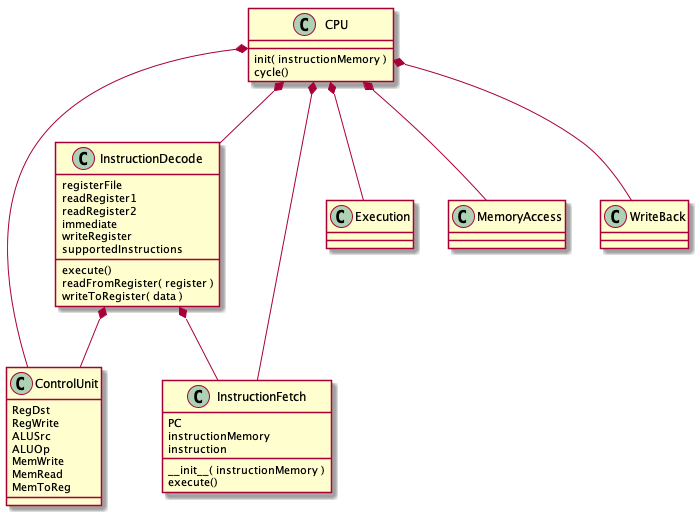 C CPU
init( instructionMemory )
cycle()
C InstructionDecode
registerFile
readRegister1
readRegister2
immediate
writeRegister
supportedInstructions
execute()
readFromRegister( register )
writeToRegister( data )
C Execution
C MemoryAccess
C WriteBack
C ControlUnit
RegDst
RegWrite
ALUSrc
ALUOp
MemWrite
MemRead
MemToReg
C InstructionFetch
PC
instructionMemory
instruction
__init__( instructionMemory )
execute()